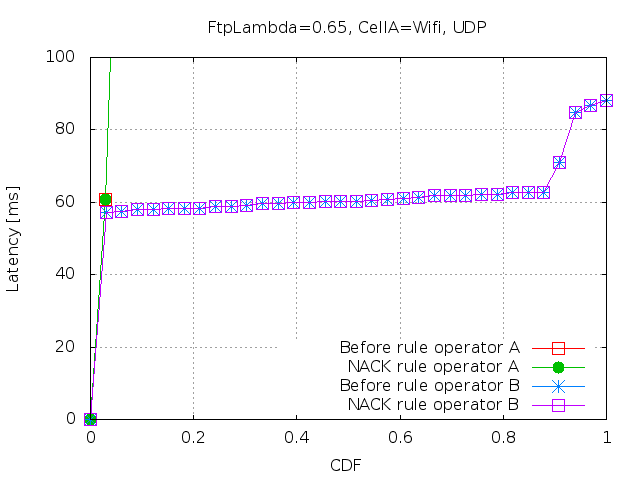 FtpLambda=0.65, CellA=Wifi, UDP
100
80
60
40
20
0
Latency [ms]
Before rule operator A
NACK rule operator A
Before rule operator B
NACK rule operator B
0 0.2 0.4 0.6 0.8 1
CDF